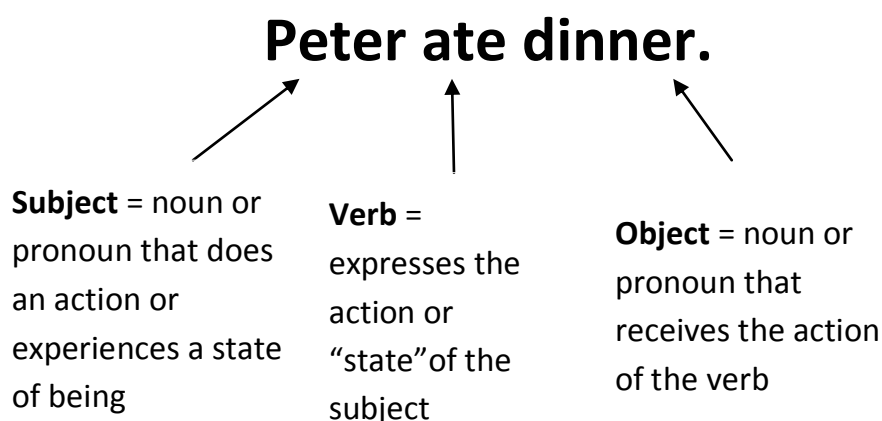 Peter ate dinner.
Subject = noun or
pronoun that does
an action or
experiences a state
of being
Verb =
expresses the
action or
“state”of the
subject
Object = noun or
pronoun that
receives the action
of the verb